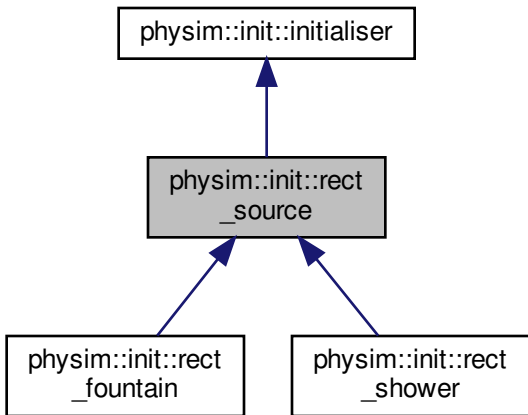 physim::init::initialiser
physim::init::rect
_source
physim::init::rect
_fountain
physim::init::rect
_shower